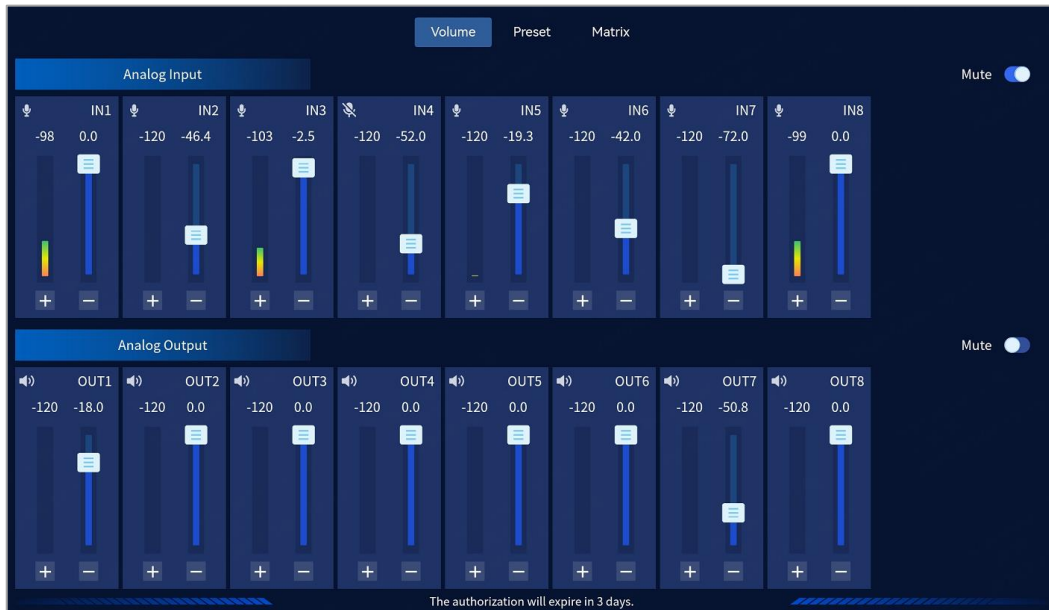 Volume Preset Matrix
Analog Input Mute
IN1 IN2 IN3 IN4 IN5 IN6 IN7 IN8
-98 0.0 -120 -46.4 -103 -2.5 -120 -52.0 -120 -19.3 -120 -42.0 -120 -72.0 -99 0.0
+ − + − + − + − + − + − + − + −
Analog Output Mute
OUT1 OUT2 OUT3 OUT4 OUT5 OUT6 OUT7 OUT8
-120 -18.0 -120 0.0 -120 0.0 -120 0.0 -120 0.0 -120 0.0 -120 -50.8 -120 0.0
+ − + − + − + − + − + − + − + −
The authorization will expire in 3 days.